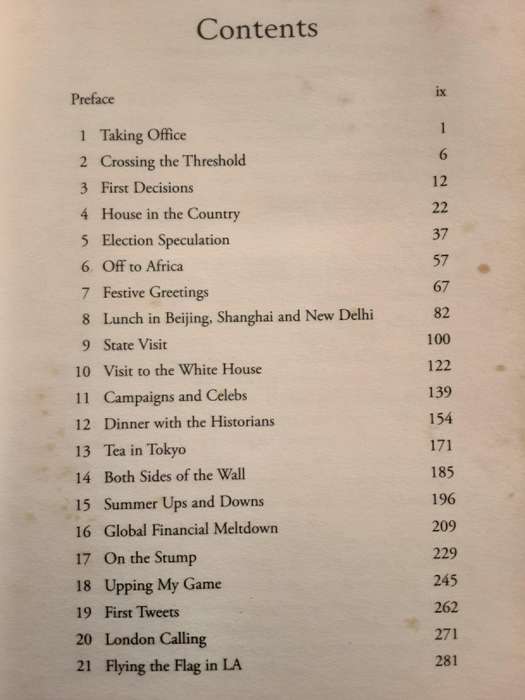 Contents
Preface ix
1 Taking Office 1
2 Crossing the Threshold 6
3 First Decisions 12
4 House in the Country 22
5 Election Speculation 37
6 Off to Africa 57
7 Festive Greetings 67
8 Lunch in Beijing, Shanghai and New Delhi 82
9 State Visit 100
10 Visit to the White House 122
11 Campaigns and Celebs 139
12 Dinner with the Historians 154
13 Tea in Tokyo 171
14 Both Sides of the Wall 185
15 Summer Ups and Downs 196
16 Global Financial Meltdown 209
17 On the Stump 229
18 Upping My Game 245
19 First Tweets 262
20 London Calling 271
21 Flying the Flag in LA 281